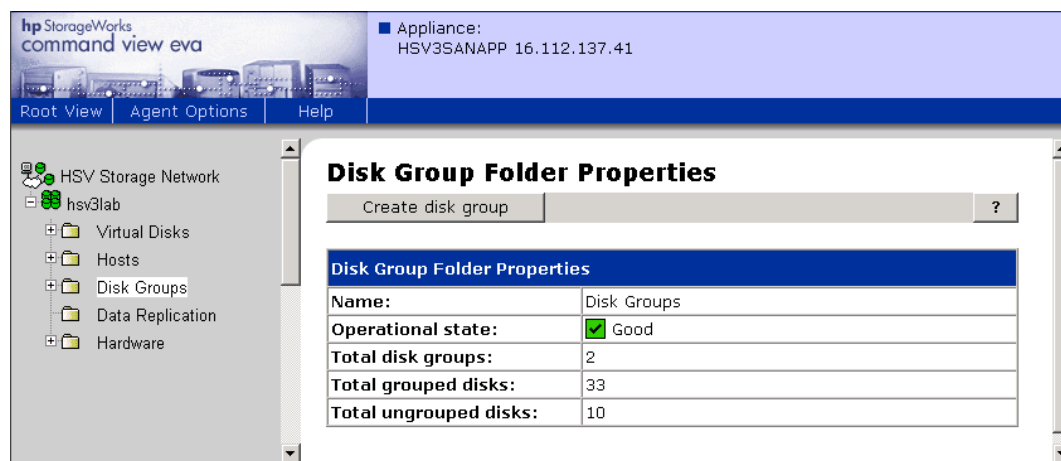 hp StorageWorks
command view eva
Appliance:
HSV3SANAPP 16.112.137.41
Root View Agent Options Help
HSV Storage Network
hsv3lab
Virtual Disks
Hosts
Disk Groups
Data Replication
Hardware
Disk Group Folder Properties
Create disk group ?
Disk Group Folder Properties
Name: Disk Groups
Operational state: Good
Total disk groups: 2
Total grouped disks: 33
Total ungrouped disks: 10